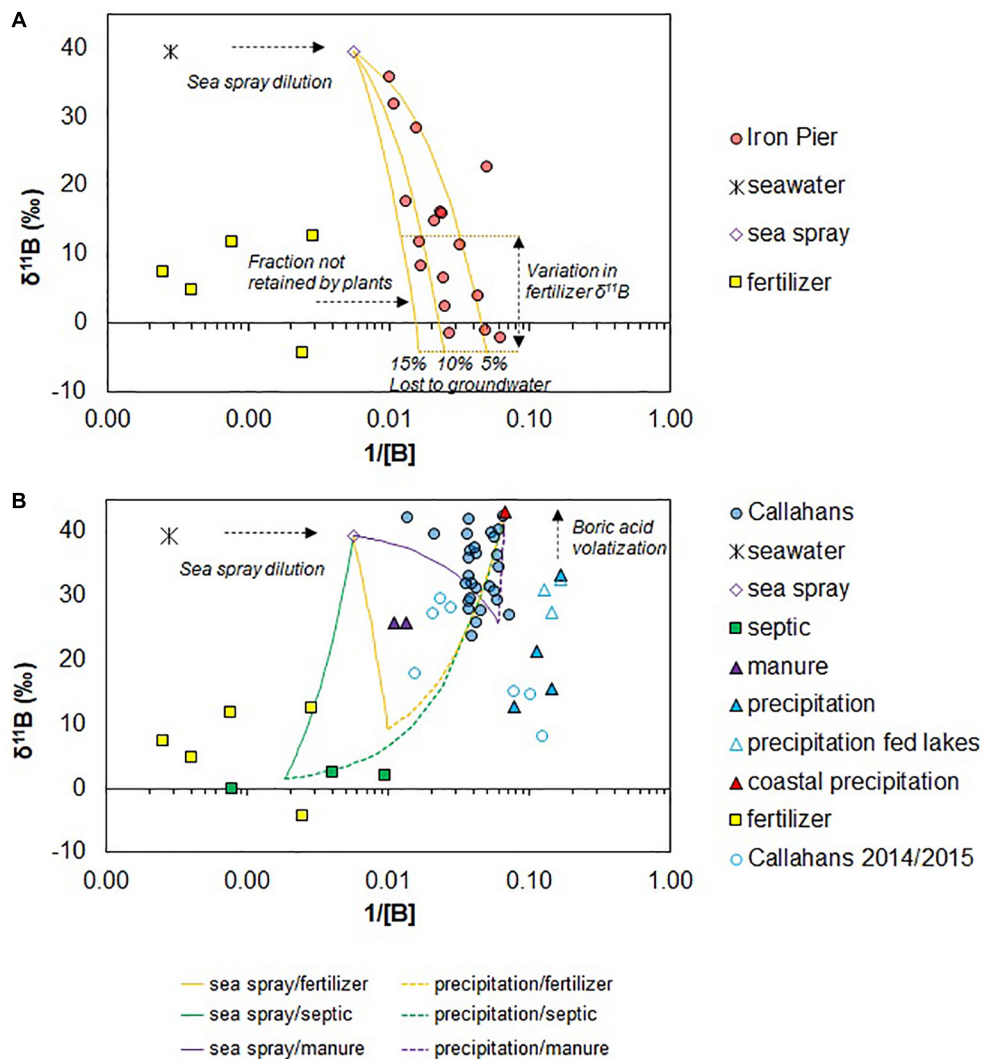 A
40
30
20
10
0
-10
δ¹¹B (‰)
Sea spray dilution
Fraction not
retained by plants
Variation in
fertilizer δ¹¹B
15% 10% 5%
Lost to groundwater
0.00 0.00 0.01 0.10 1.00
1/[B]
Iron Pier
seawater
sea spray
fertilizer
B
40
30
20
10
0
-10
δ¹¹B (‰)
Sea spray dilution
Boric acid
volatization
0.00 0.00 0.01 0.10 1.00
1/[B]
Callahans
seawater
sea spray
septic
manure
precipitation
precipitation fed lakes
coastal precipitation
fertilizer
Callahans 2014/2015
sea spray/fertilizer
precipitation/fertilizer
sea spray/septic
precipitation/septic
sea spray/manure
precipitation/manure